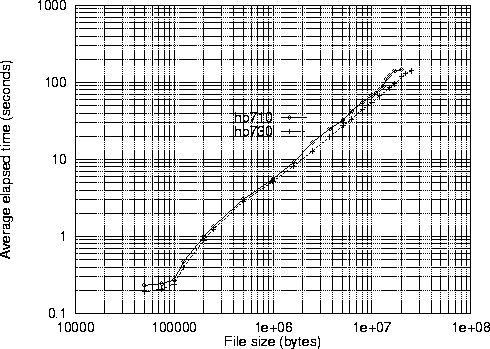 1000
100
10
1
0.1
Average elapsed time (seconds)
hp710
hp730
10000 100000 1e+06 1e+07 1e+08
File size (bytes)